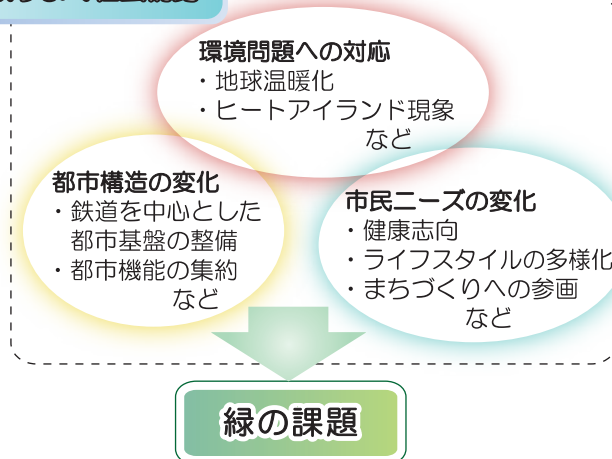 環境問題への対応
・地球温暖化
・ヒートアイランド現象
など
都市構造の変化
・鉄道を中心とした
都市基盤の整備
・都市機能の集約
など
市民ニーズの変化
・健康志向
・ライフスタイルの多様化
・まちづくりへの参画
など
緑の課題